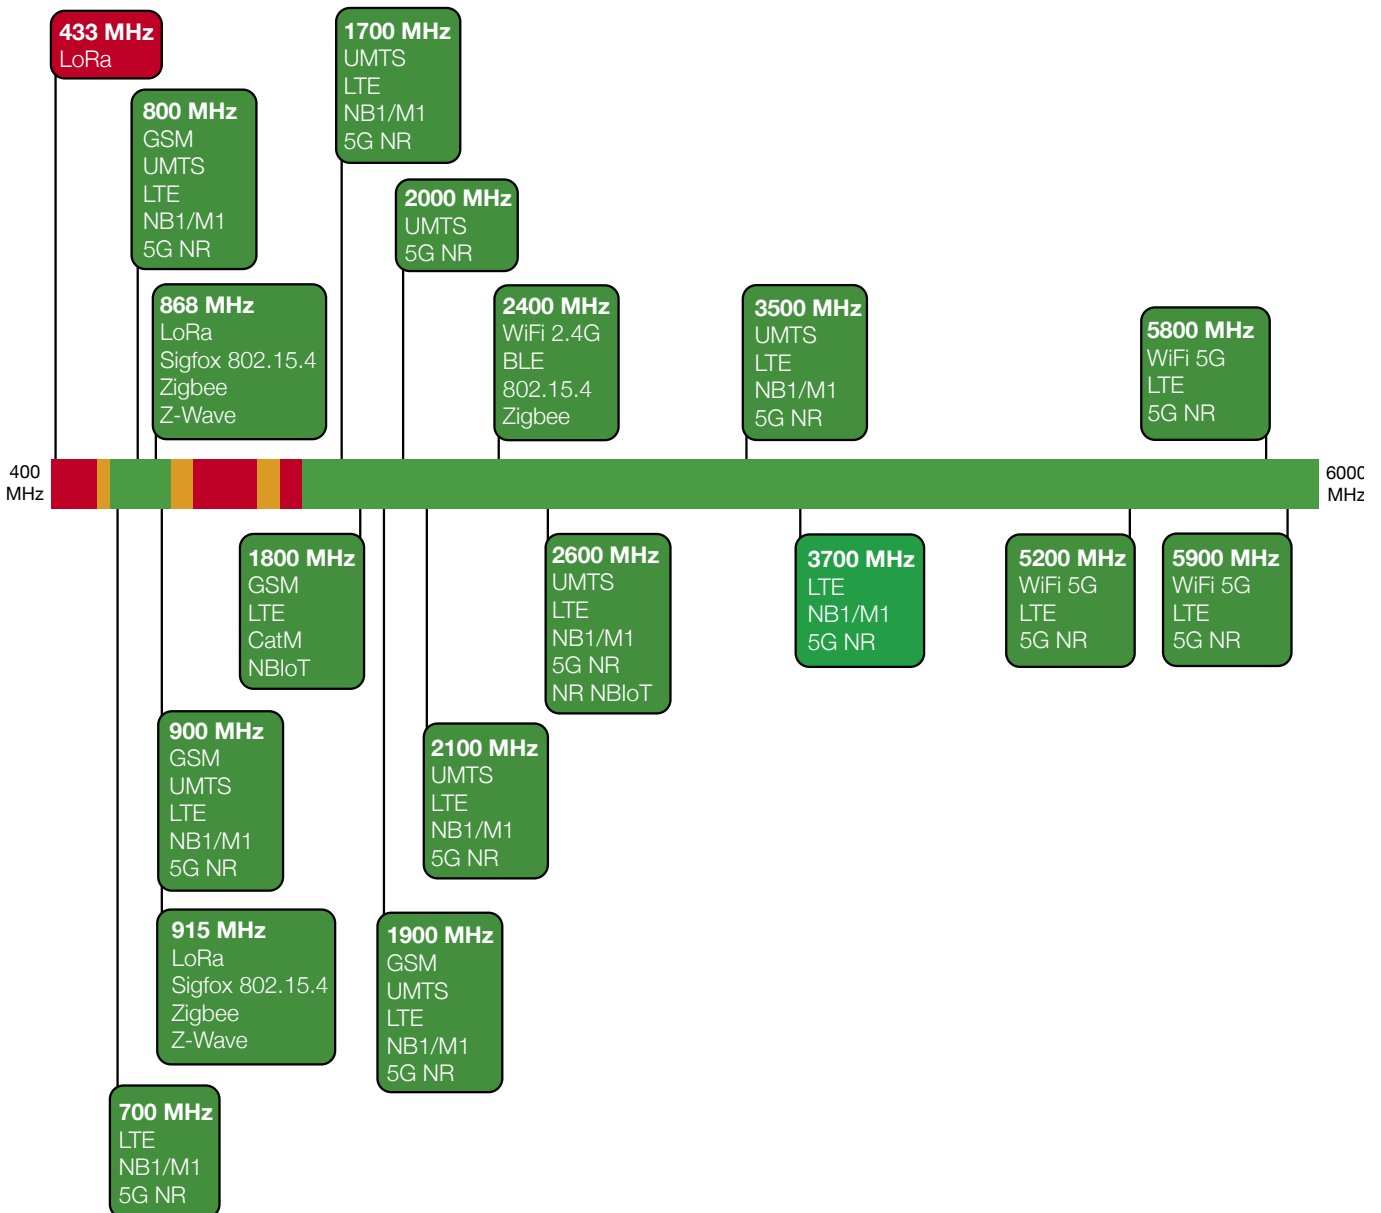 433 MHz
LoRa
1700 MHz
UMTS
LTE
NB1/M1
5G NR
800 MHz
GSM
UMTS
LTE
NB1/M1
5G NR
2000 MHz
UMTS
5G NR
868 MHz
LoRa
Sigfox 802.15.4
Zigbee
Z-Wave
2400 MHz
WiFi 2.4G
BLE
802.15.4
Zigbee
3500 MHz
UMTS
LTE
NB1/M1
5G NR
5800 MHz
WiFi 5G
LTE
5G NR
400
MHz
6000
MHz
1800 MHz
GSM
LTE
CatM
NBIoT
2600 MHz
UMTS
LTE
NB1/M1
5G NR
NR NBIoT
3700 MHz
LTE
NB1/M1
5G NR
5200 MHz
WiFi 5G
LTE
5G NR
5900 MHz
WiFi 5G
LTE
5G NR
900 MHz
GSM
UMTS
LTE
NB1/M1
5G NR
2100 MHz
UMTS
LTE
NB1/M1
5G NR
915 MHz
LoRa
Sigfox 802.15.4
Zigbee
Z-Wave
1900 MHz
GSM
UMTS
LTE
NB1/M1
5G NR
700 MHz
LTE
NB1/M1
5G NR